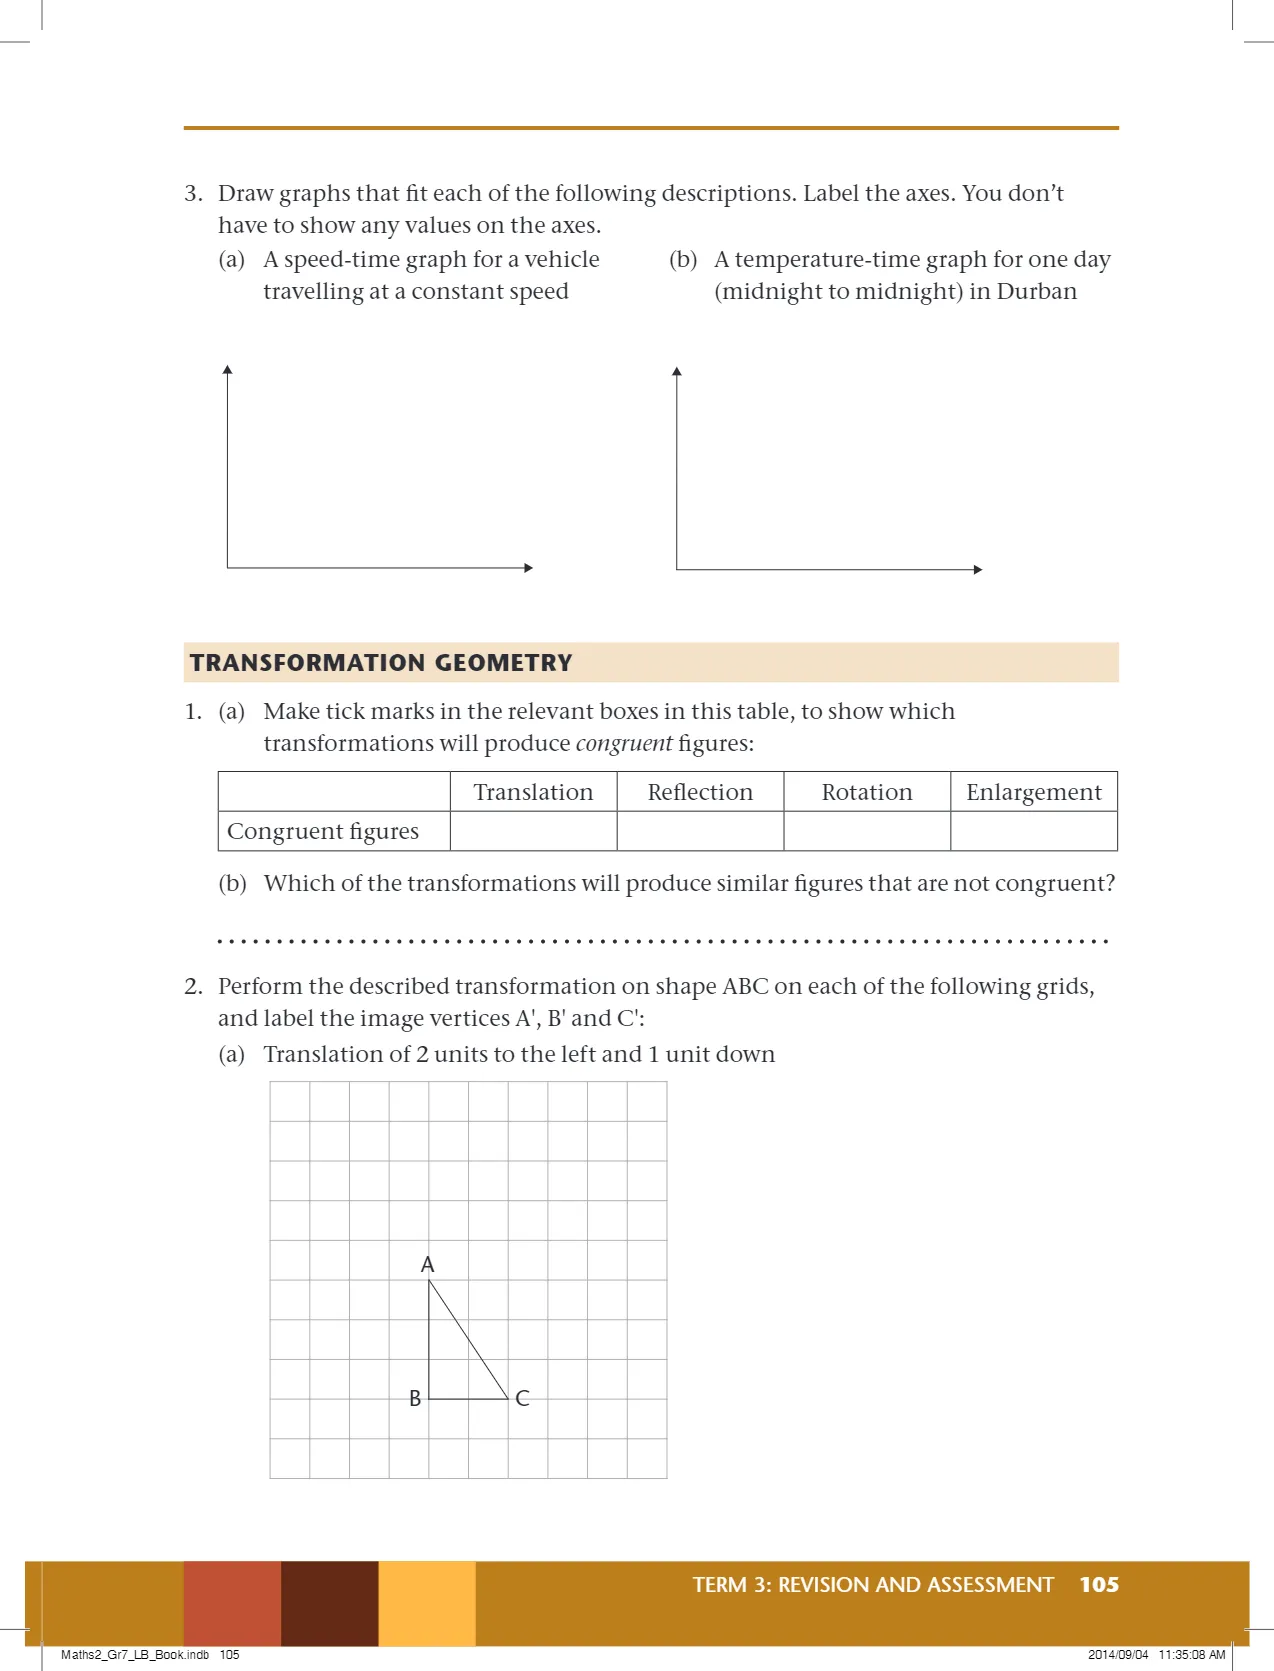 3. Draw graphs that fit each of the following descriptions. Label the axes. You don’t
have to show any values on the axes.
(a) A speed-time graph for a vehicle
travelling at a constant speed
(b) A temperature-time graph for one day
(midnight to midnight) in Durban
TRANSFORMATION GEOMETRY
1. (a) Make tick marks in the relevant boxes in this table, to show which
transformations will produce congruent figures:
Translation Reflection Rotation Enlargement
Congruent figures
(b) Which of the transformations will produce similar figures that are not congruent?
2. Perform the described transformation on shape ABC on each of the following grids,
and label the image vertices A', B' and C':
(a) Translation of 2 units to the left and 1 unit down
A
B C
TERM 3: REVISION AND ASSESSMENT 105
Maths2_Gr7_LB_Book.indb 105 2014/09/04 11:35:08 AM